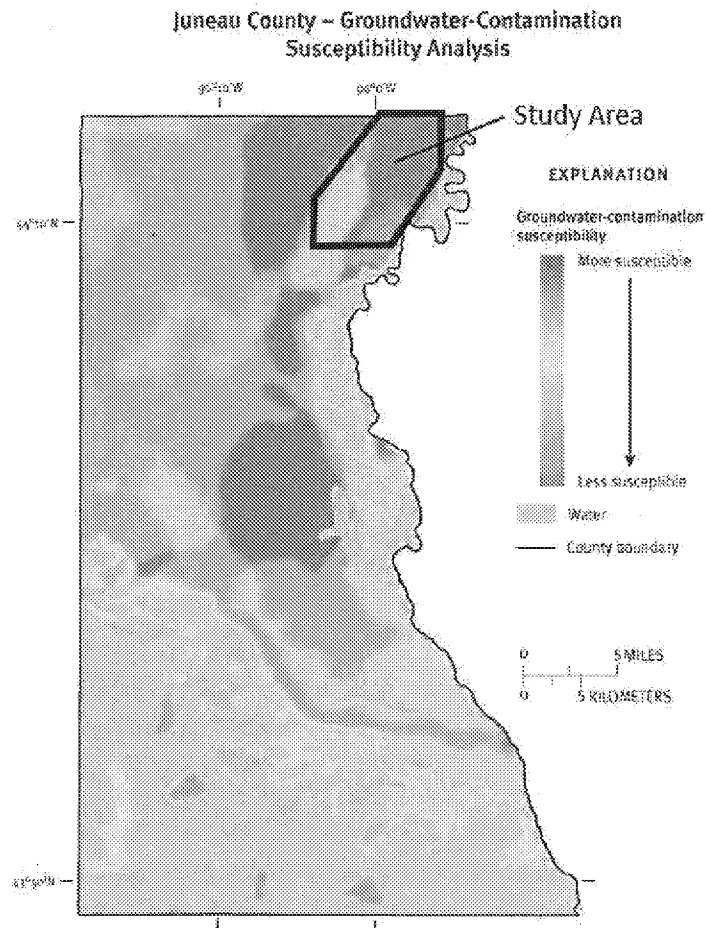 Juneau County – Groundwater-Contamination
Susceptibility Analysis
Study Area
EXPLANATION
Groundwater-contamination
susceptibility
More susceptible
Less susceptible
Water
County boundary
0 5 MILES
0 5 KILOMETERS